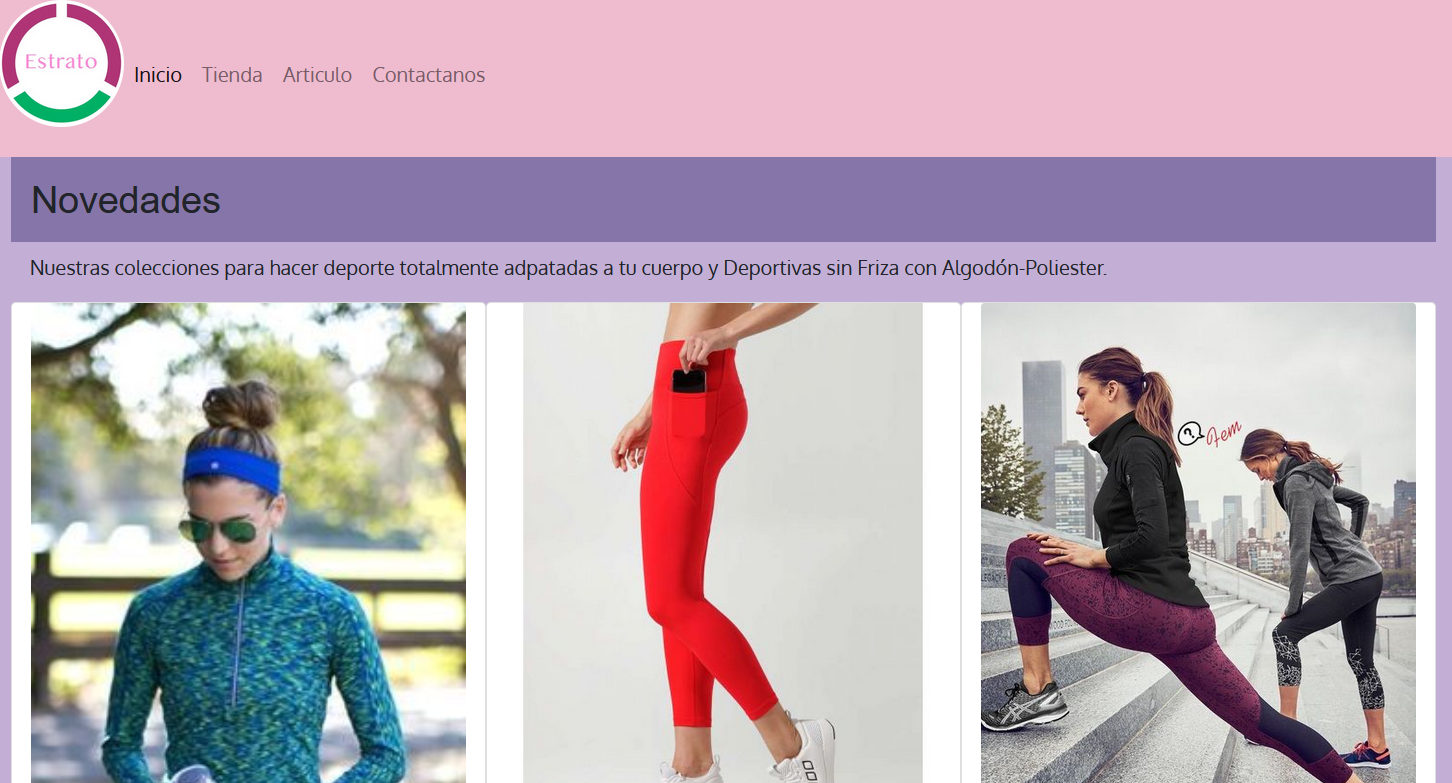 Estrato
Inicio Tienda Articulo Contactanos
Novedades
Nuestras colecciones para hacer deporte totalmente adpatadas a tu cuerpo y Deportivas sin Friza con Algodón-Poliester.
? Fem